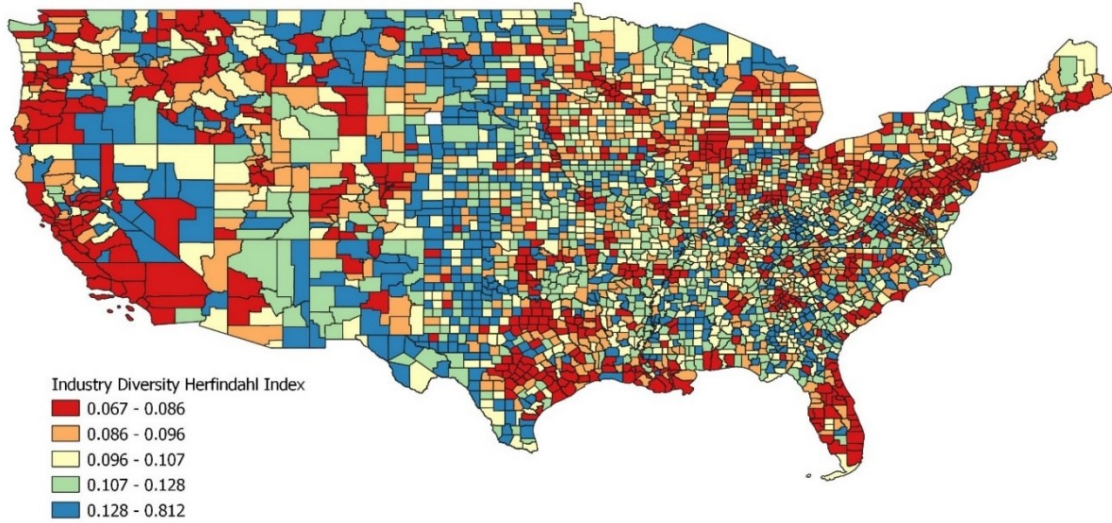 Industry Diversity Herfindahl Index
0.067 - 0.086
0.086 - 0.096
0.096 - 0.107
0.107 - 0.128
0.128 - 0.812